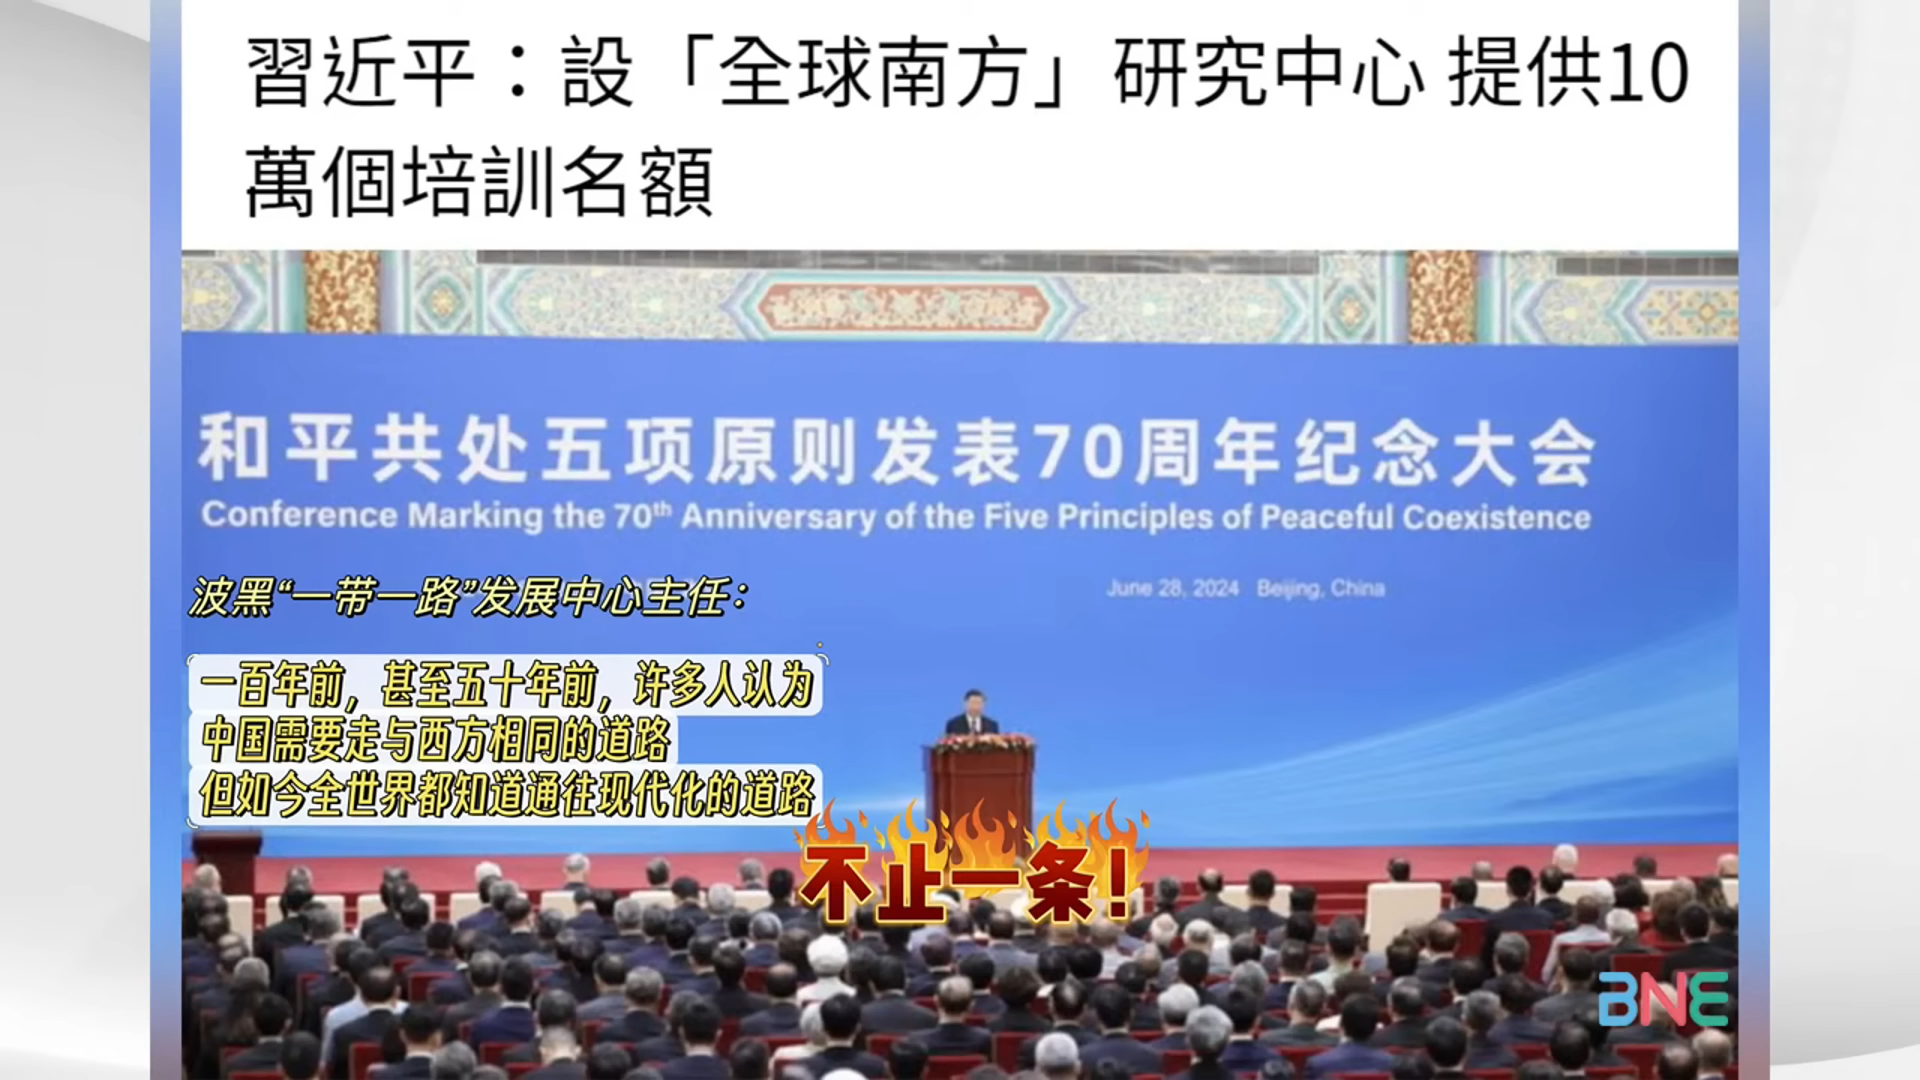 習近平：設「全球南方」研究中心 提供10
萬個培訓名額
和平共处五项原则发表70周年纪念大会
Conference Marking the 70th Anniversary of the Five Principles of Peaceful Coexistence
June 28, 2024 Beijing, China
波黑“一带一路”发展中心主任：
一百年前，甚至五十年前，许多人认为
中国需要走与西方相同的道路
但如今全世界都知道通往现代化的道路
不止一条！
BNE